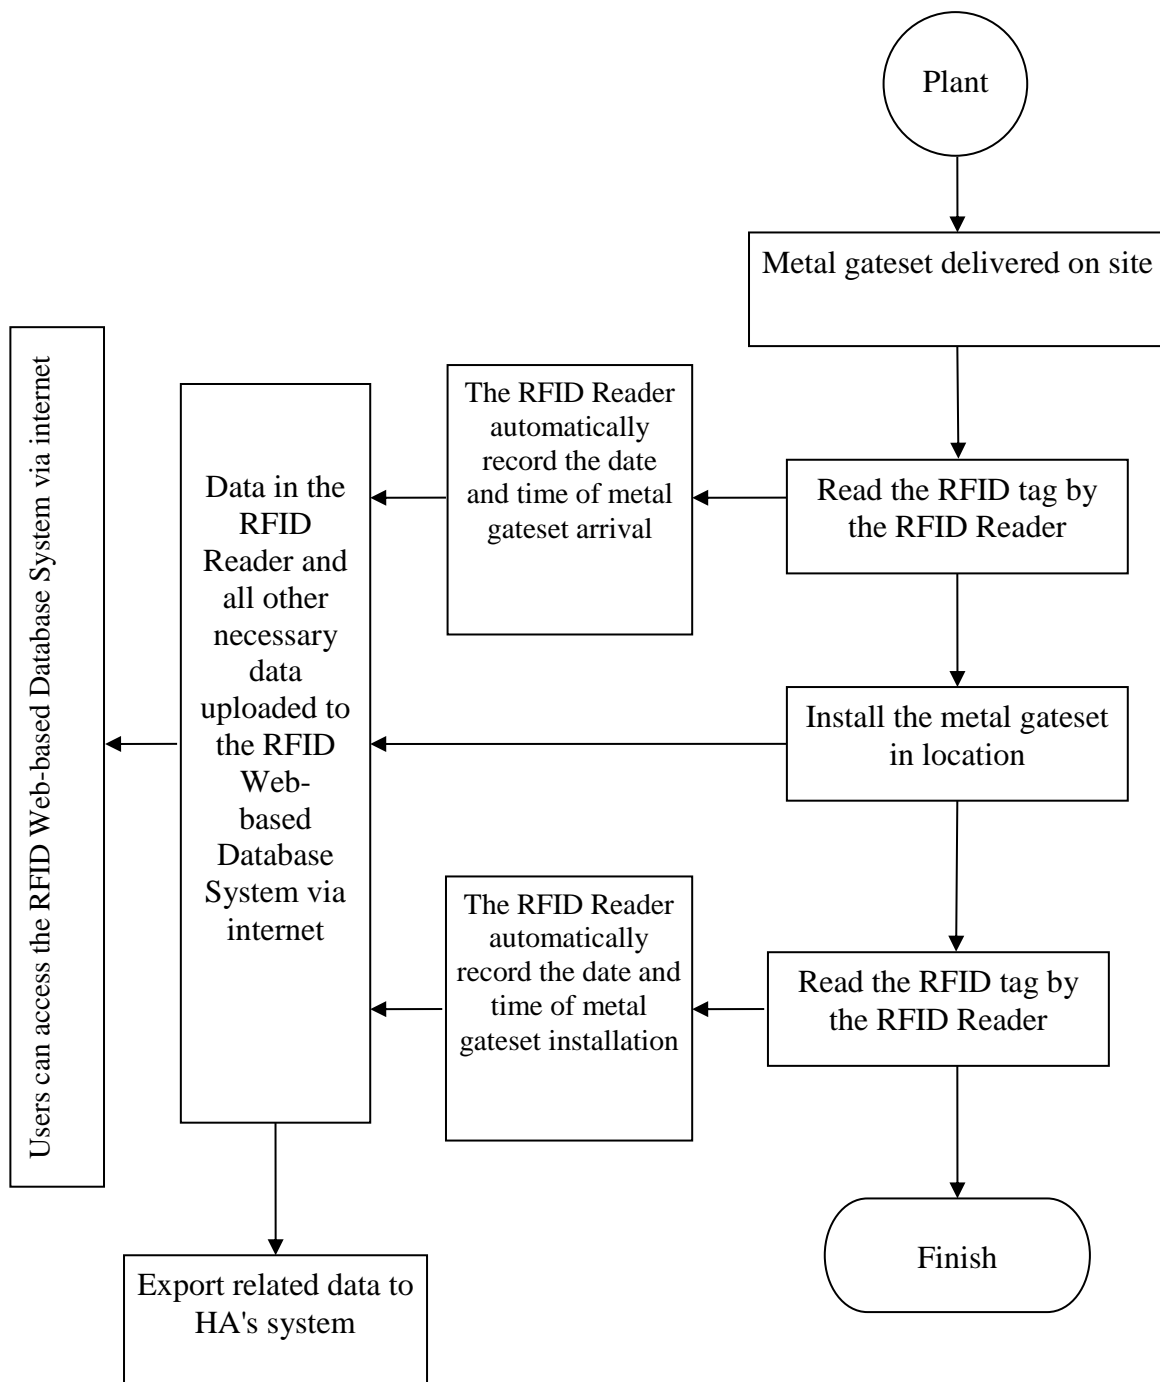 Plant
Metal gateset delivered on site
The RFID Reader
automatically
record the date
and time of metal
gateset arrival
Read the RFID tag by
the RFID Reader
Users can access the RFID Web-based Database System via internet
Data in the
RFID
Reader and
all other
necessary
data
uploaded to
the RFID
Web-
based
Database
System via
internet
Install the metal gateset
in location
The RFID Reader
automatically
record the date and
time of metal
gateset installation
Read the RFID tag by
the RFID Reader
Export related data to
HA's system
Finish